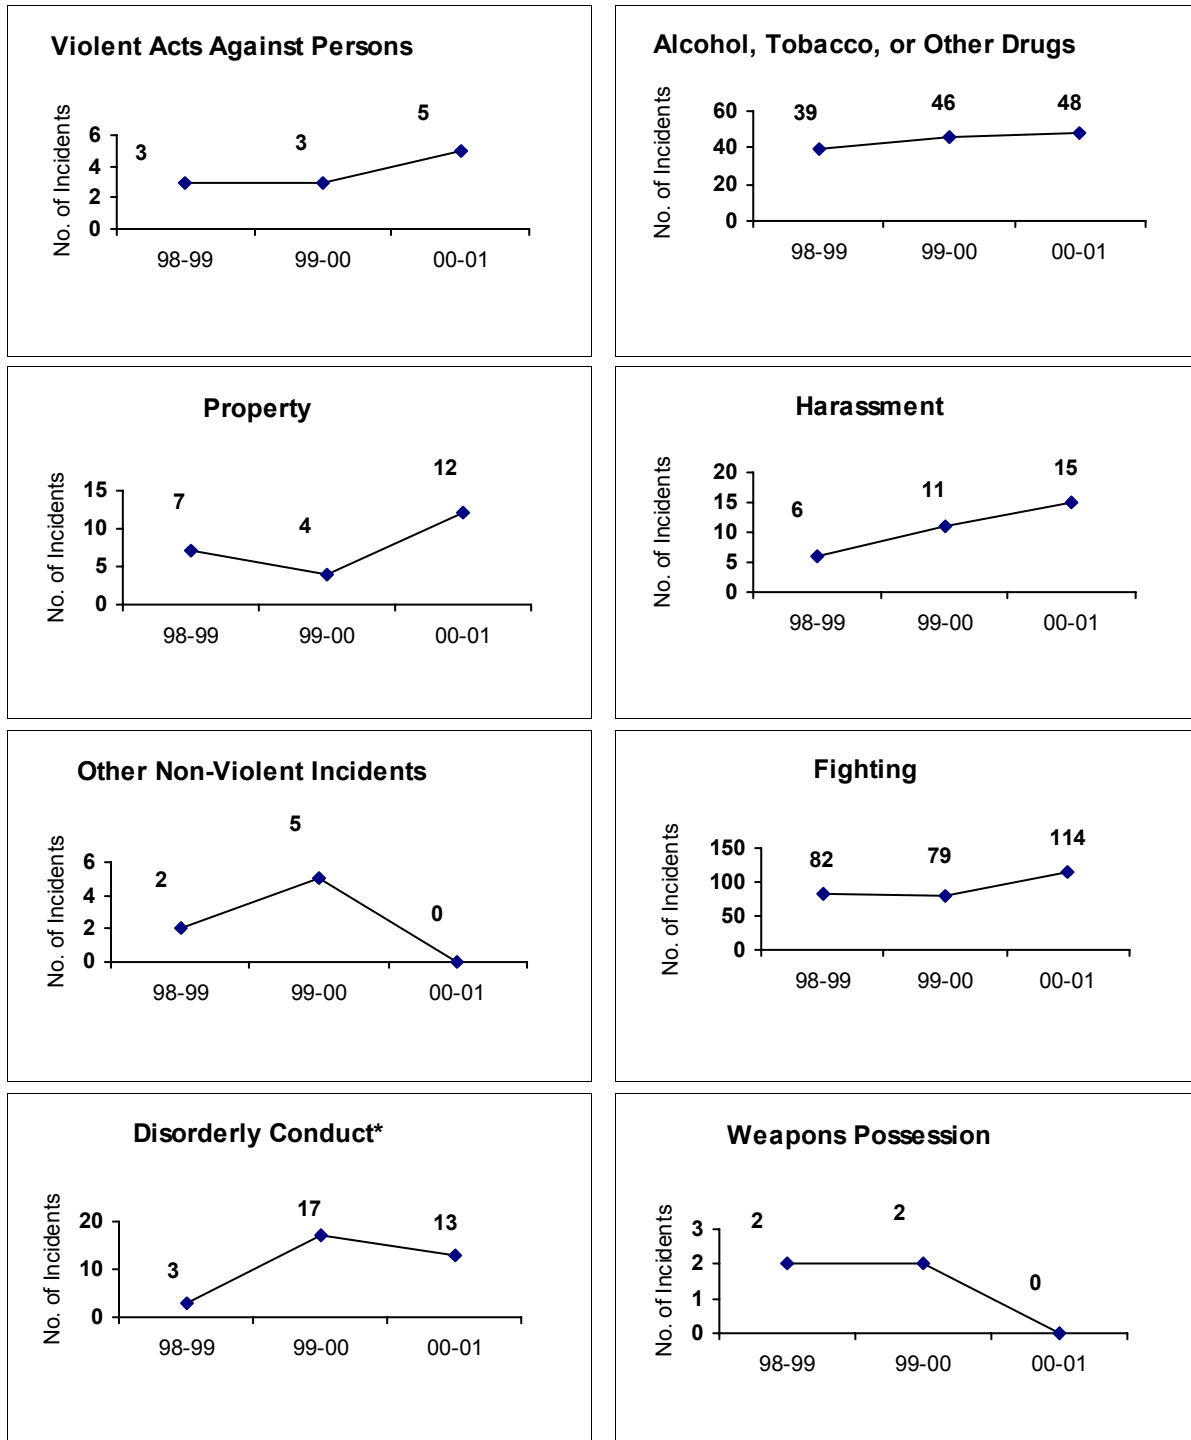 Violent Acts Against Persons
No. of Incidents
6
4
2
0
3
3
5
98-99 99-00 00-01
Alcohol, Tobacco, or Other Drugs
No. of Incidents
60
40
20
0
39
46
48
98-99 99-00 00-01
Property
No. of Incidents
15
10
5
0
7
4
12
98-99 99-00 00-01
Harassment
No. of Incidents
20
15
10
5
0
6
11
15
98-99 99-00 00-01
Other Non-Violent Incidents
No. of Incidents
6
4
2
0
2
5
0
98-99 99-00 00-01
Fighting
No. of Incidents
150
100
50
0
82
79
114
98-99 99-00 00-01
Disorderly Conduct*
No. of Incidents
20
10
0
3
17
13
98-99 99-00 00-01
Weapons Possession
No. of Incidents
3
2
1
0
2
2
0
98-99 99-00 00-01